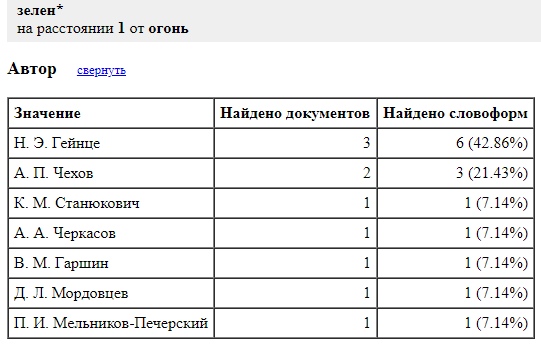 зелен*
на расстоянии 1 от огонь
Автор свернуть
Значение Найдено документов Найдено словоформ
Н. Э. Гейнце 3 6 (42.86%)
А. П. Чехов 2 3 (21.43%)
К. М. Станюкович 1 1 (7.14%)
А. А. Черкасов 1 1 (7.14%)
В. М. Гаршин 1 1 (7.14%)
Д. Л. Мордовцев 1 1 (7.14%)
П. И. Мельников-Печерский 1 1 (7.14%)